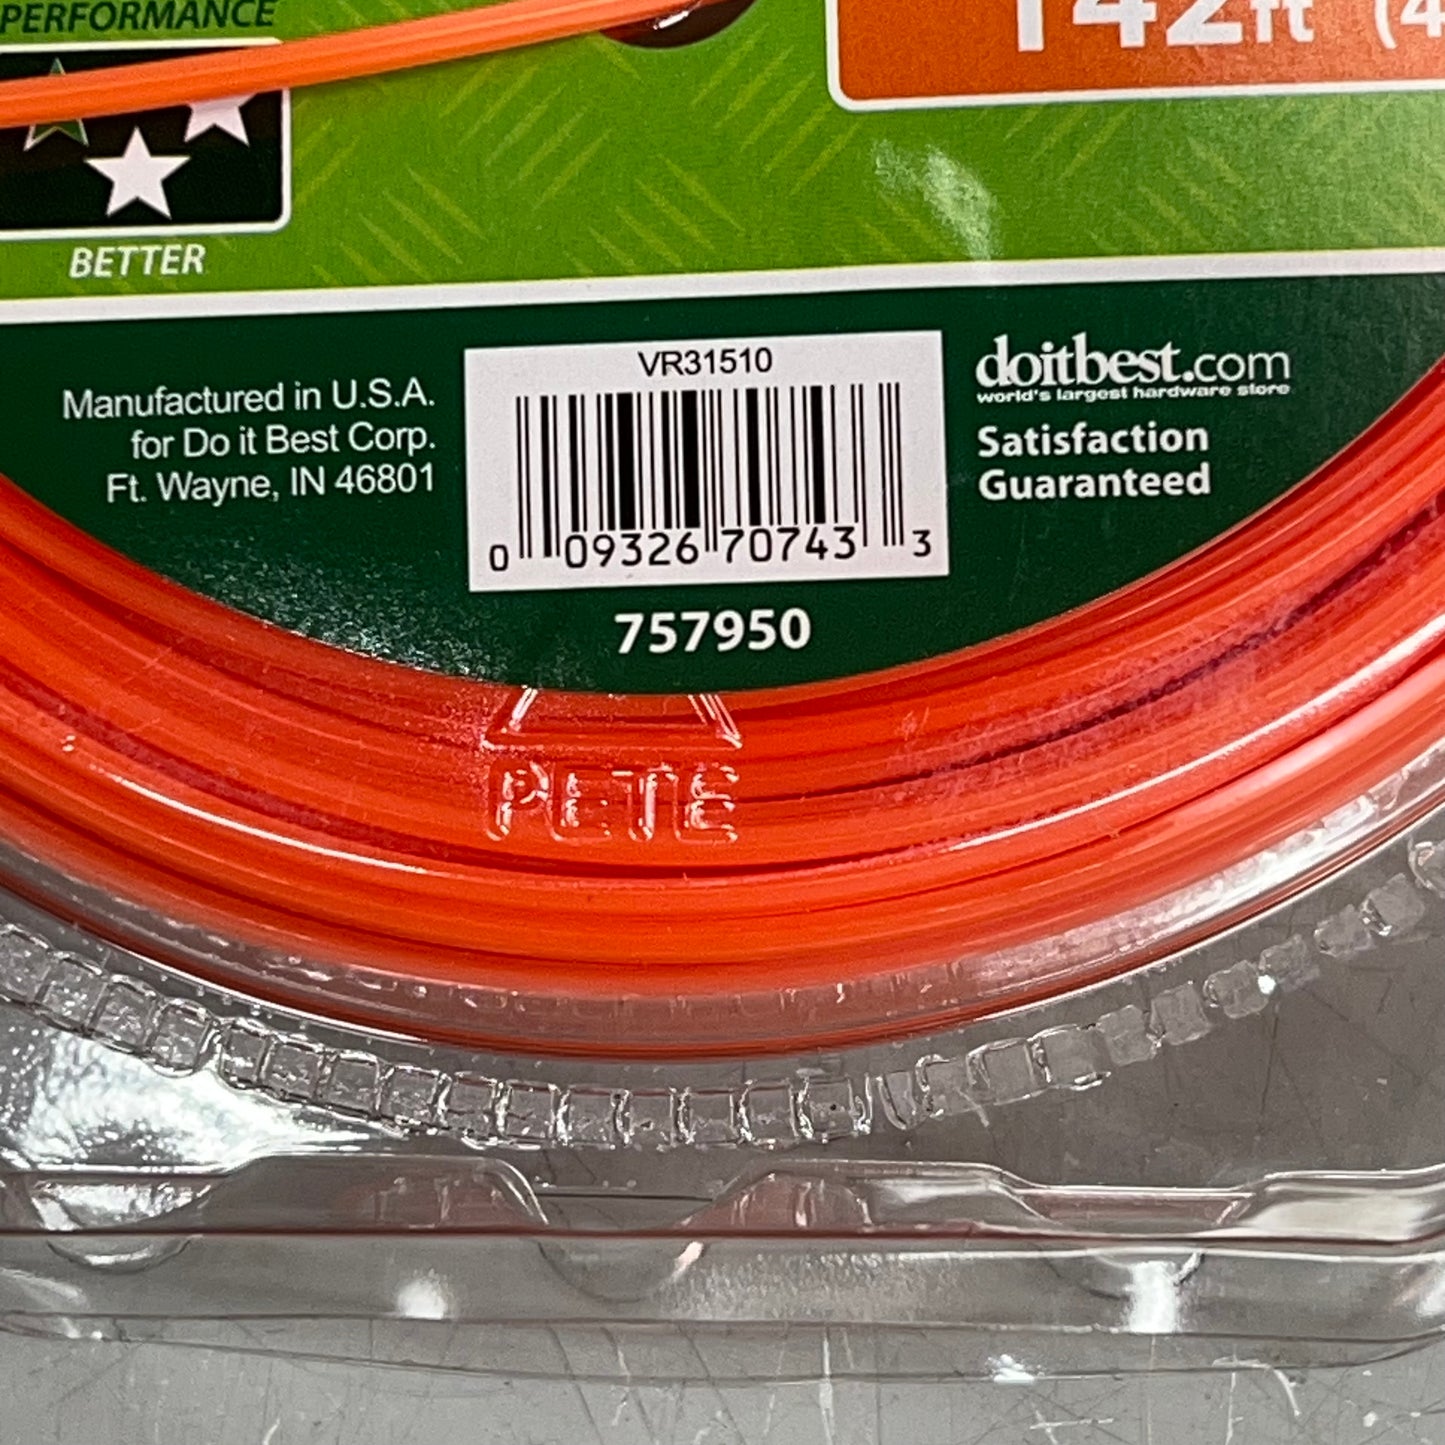 PERFORMANCE
142ft (4
BETTER
Manufactured in U.S.A.
for Do it Best Corp.
Ft. Wayne, IN 46801
VR31510
0 09326 70743 3
757950
doitbest.com
world's largest hardware store
Satisfaction
Guaranteed
PETE